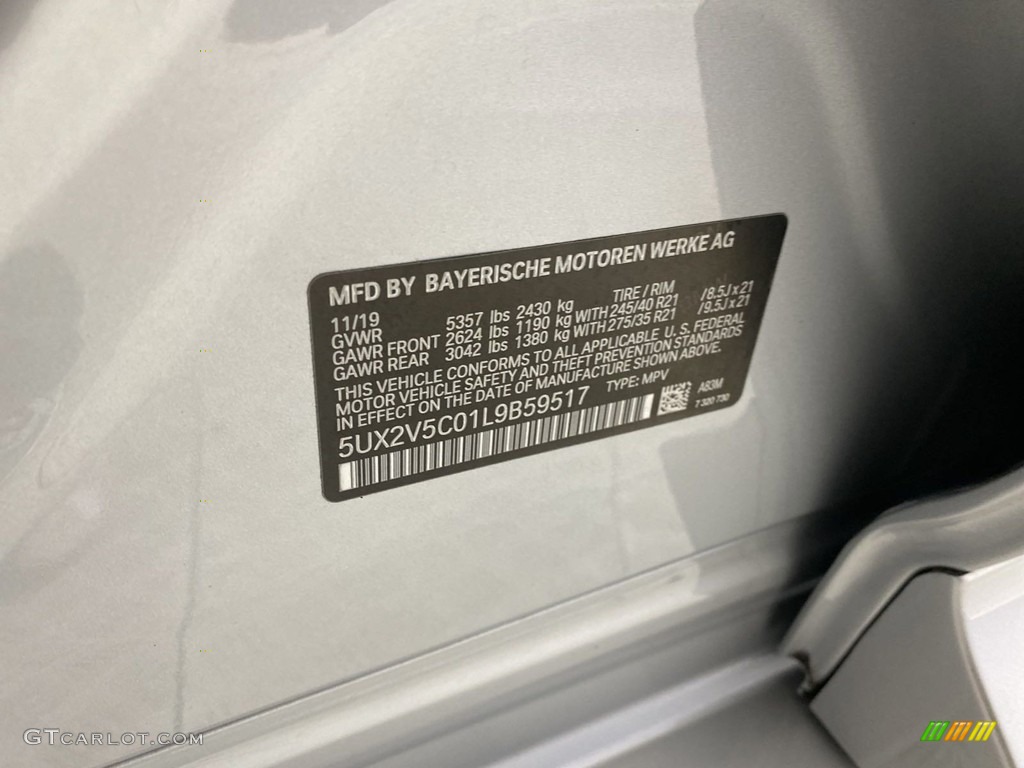 MFD BY BAYERISCHE MOTOREN WERKE AG
11/19 TIRE / RIM
GVWR 5357 lbs 2430 kg
GAWR FRONT 2624 lbs 1190 kg WITH 245/40 R21 /8.5J x 21
GAWR REAR 3042 lbs 1380 kg WITH 275/35 R21 /9.5J x 21
THIS VEHICLE CONFORMS TO ALL APPLICABLE U.S. FEDERAL
MOTOR VEHICLE SAFETY AND THEFT PREVENTION STANDARDS
IN EFFECT ON THE DATE OF MANUFACTURE SHOWN ABOVE.
5UX2V5C01L9B59517 TYPE: MPV
A83M
7 320 730
GTCARLOT.COM